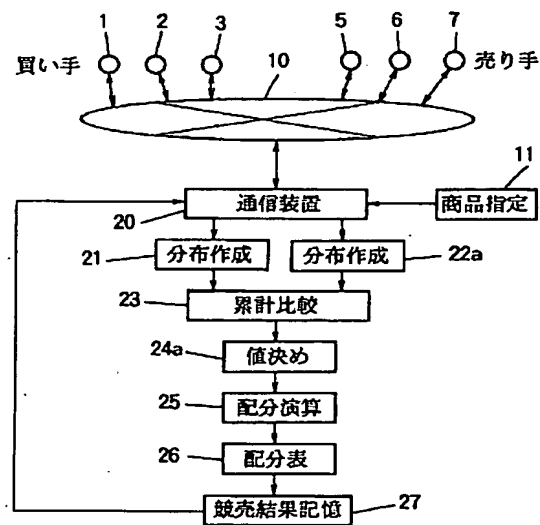 1 2 3 5 6 7
買い手 売り手
10
11
通信装置 商品指定
20
21 分布作成 分布作成 22a
23 累計比較
24a 値決め
25 配分演算
26 配分表
競売結果記憶 27